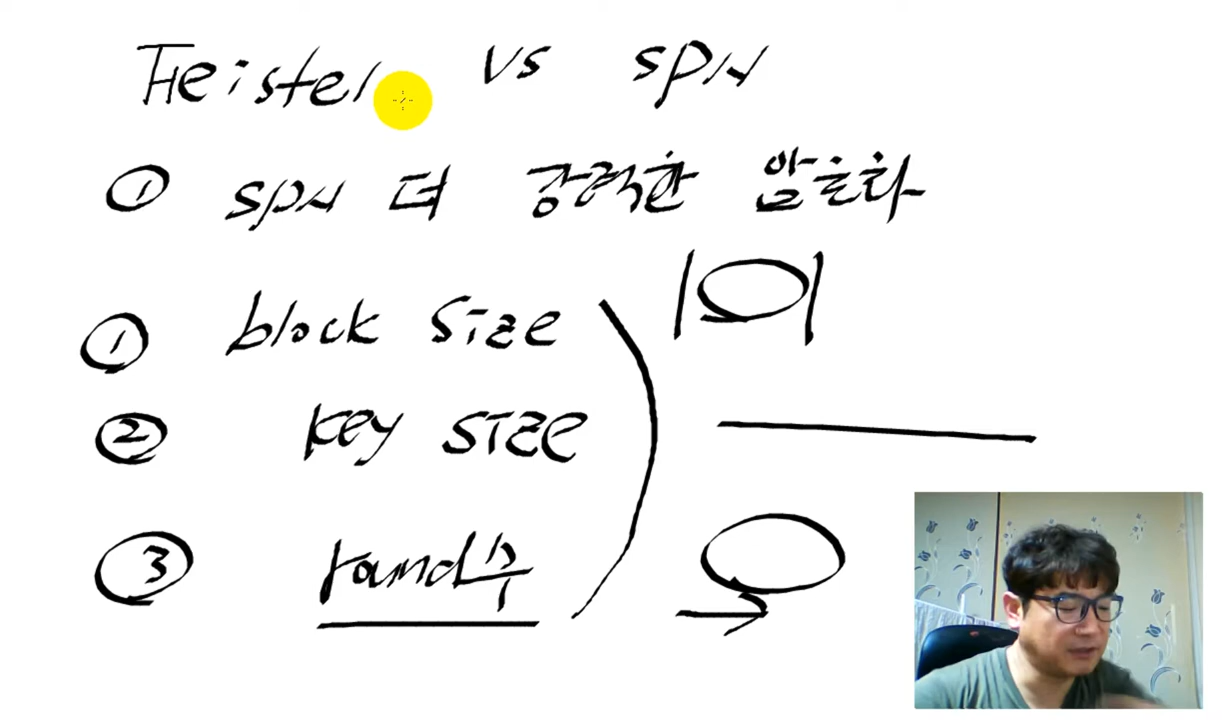 Feistel vs SPN
① SPN 더 강력한 암호화
① block size
② key size
③ round수